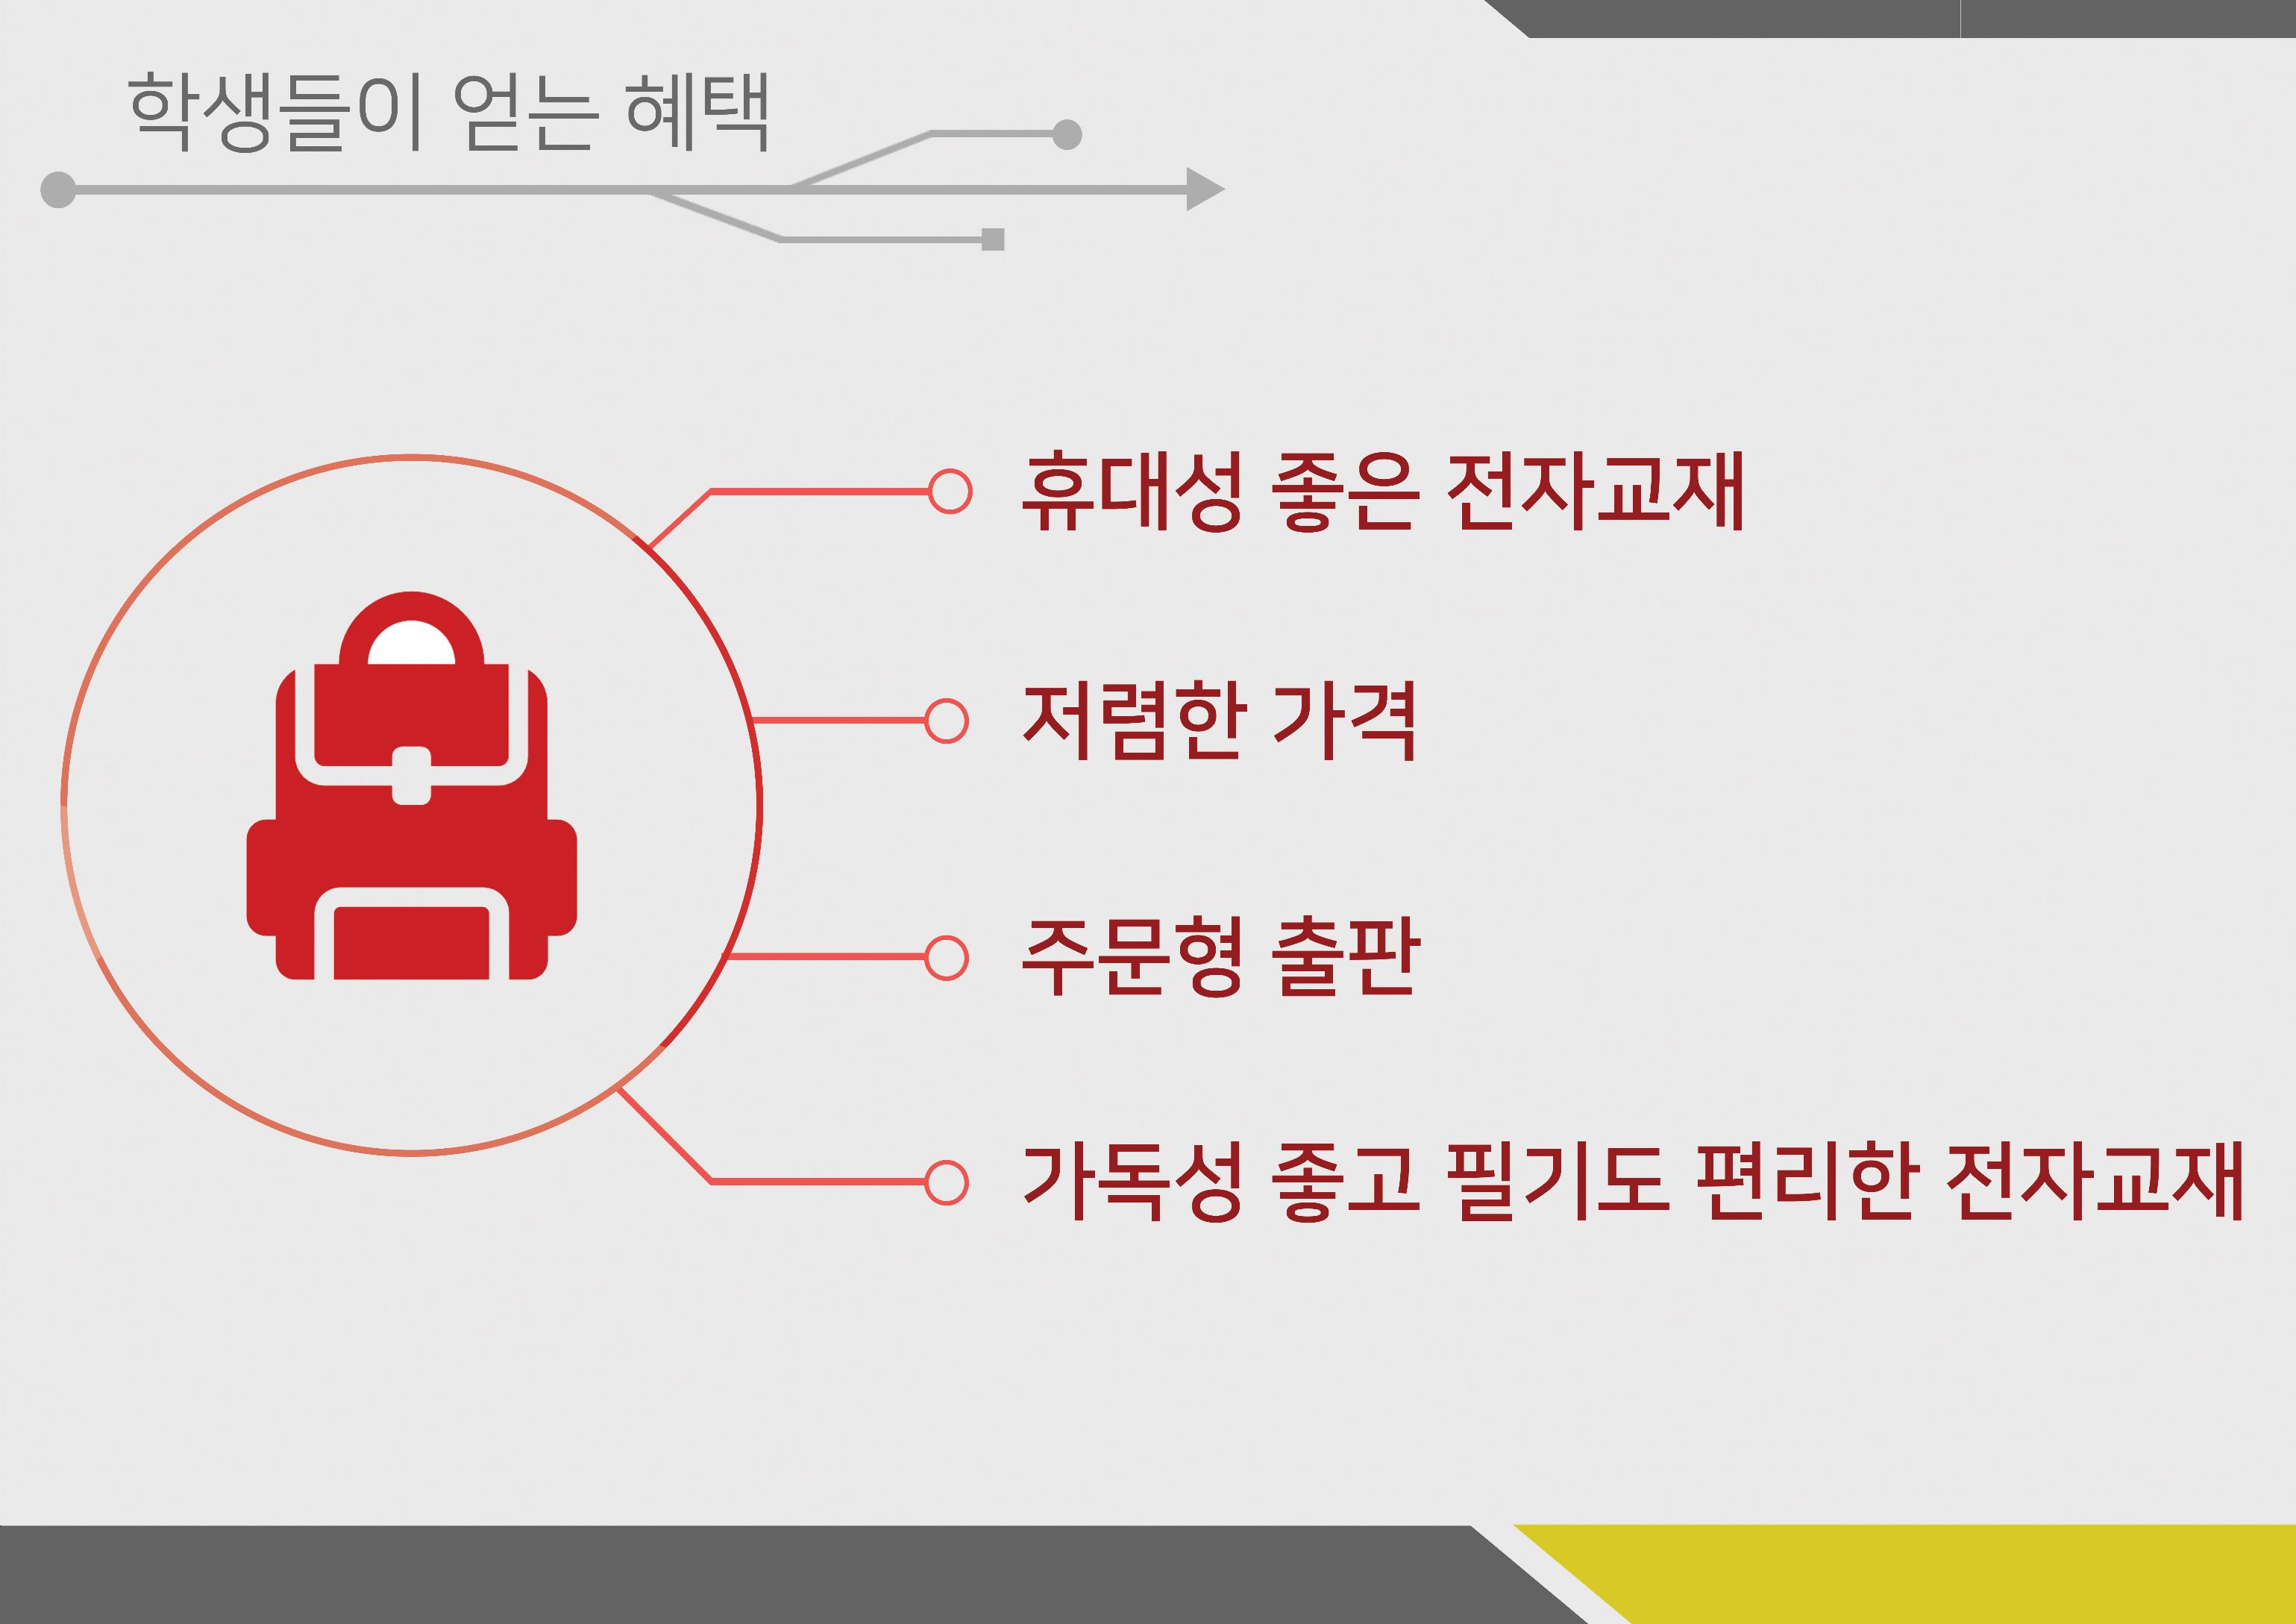 학생들이 얻는 혜택
휴대성 좋은 전자교재
저렴한 가격
주문형 출판
가독성 좋고 필기도 편리한 전자교재